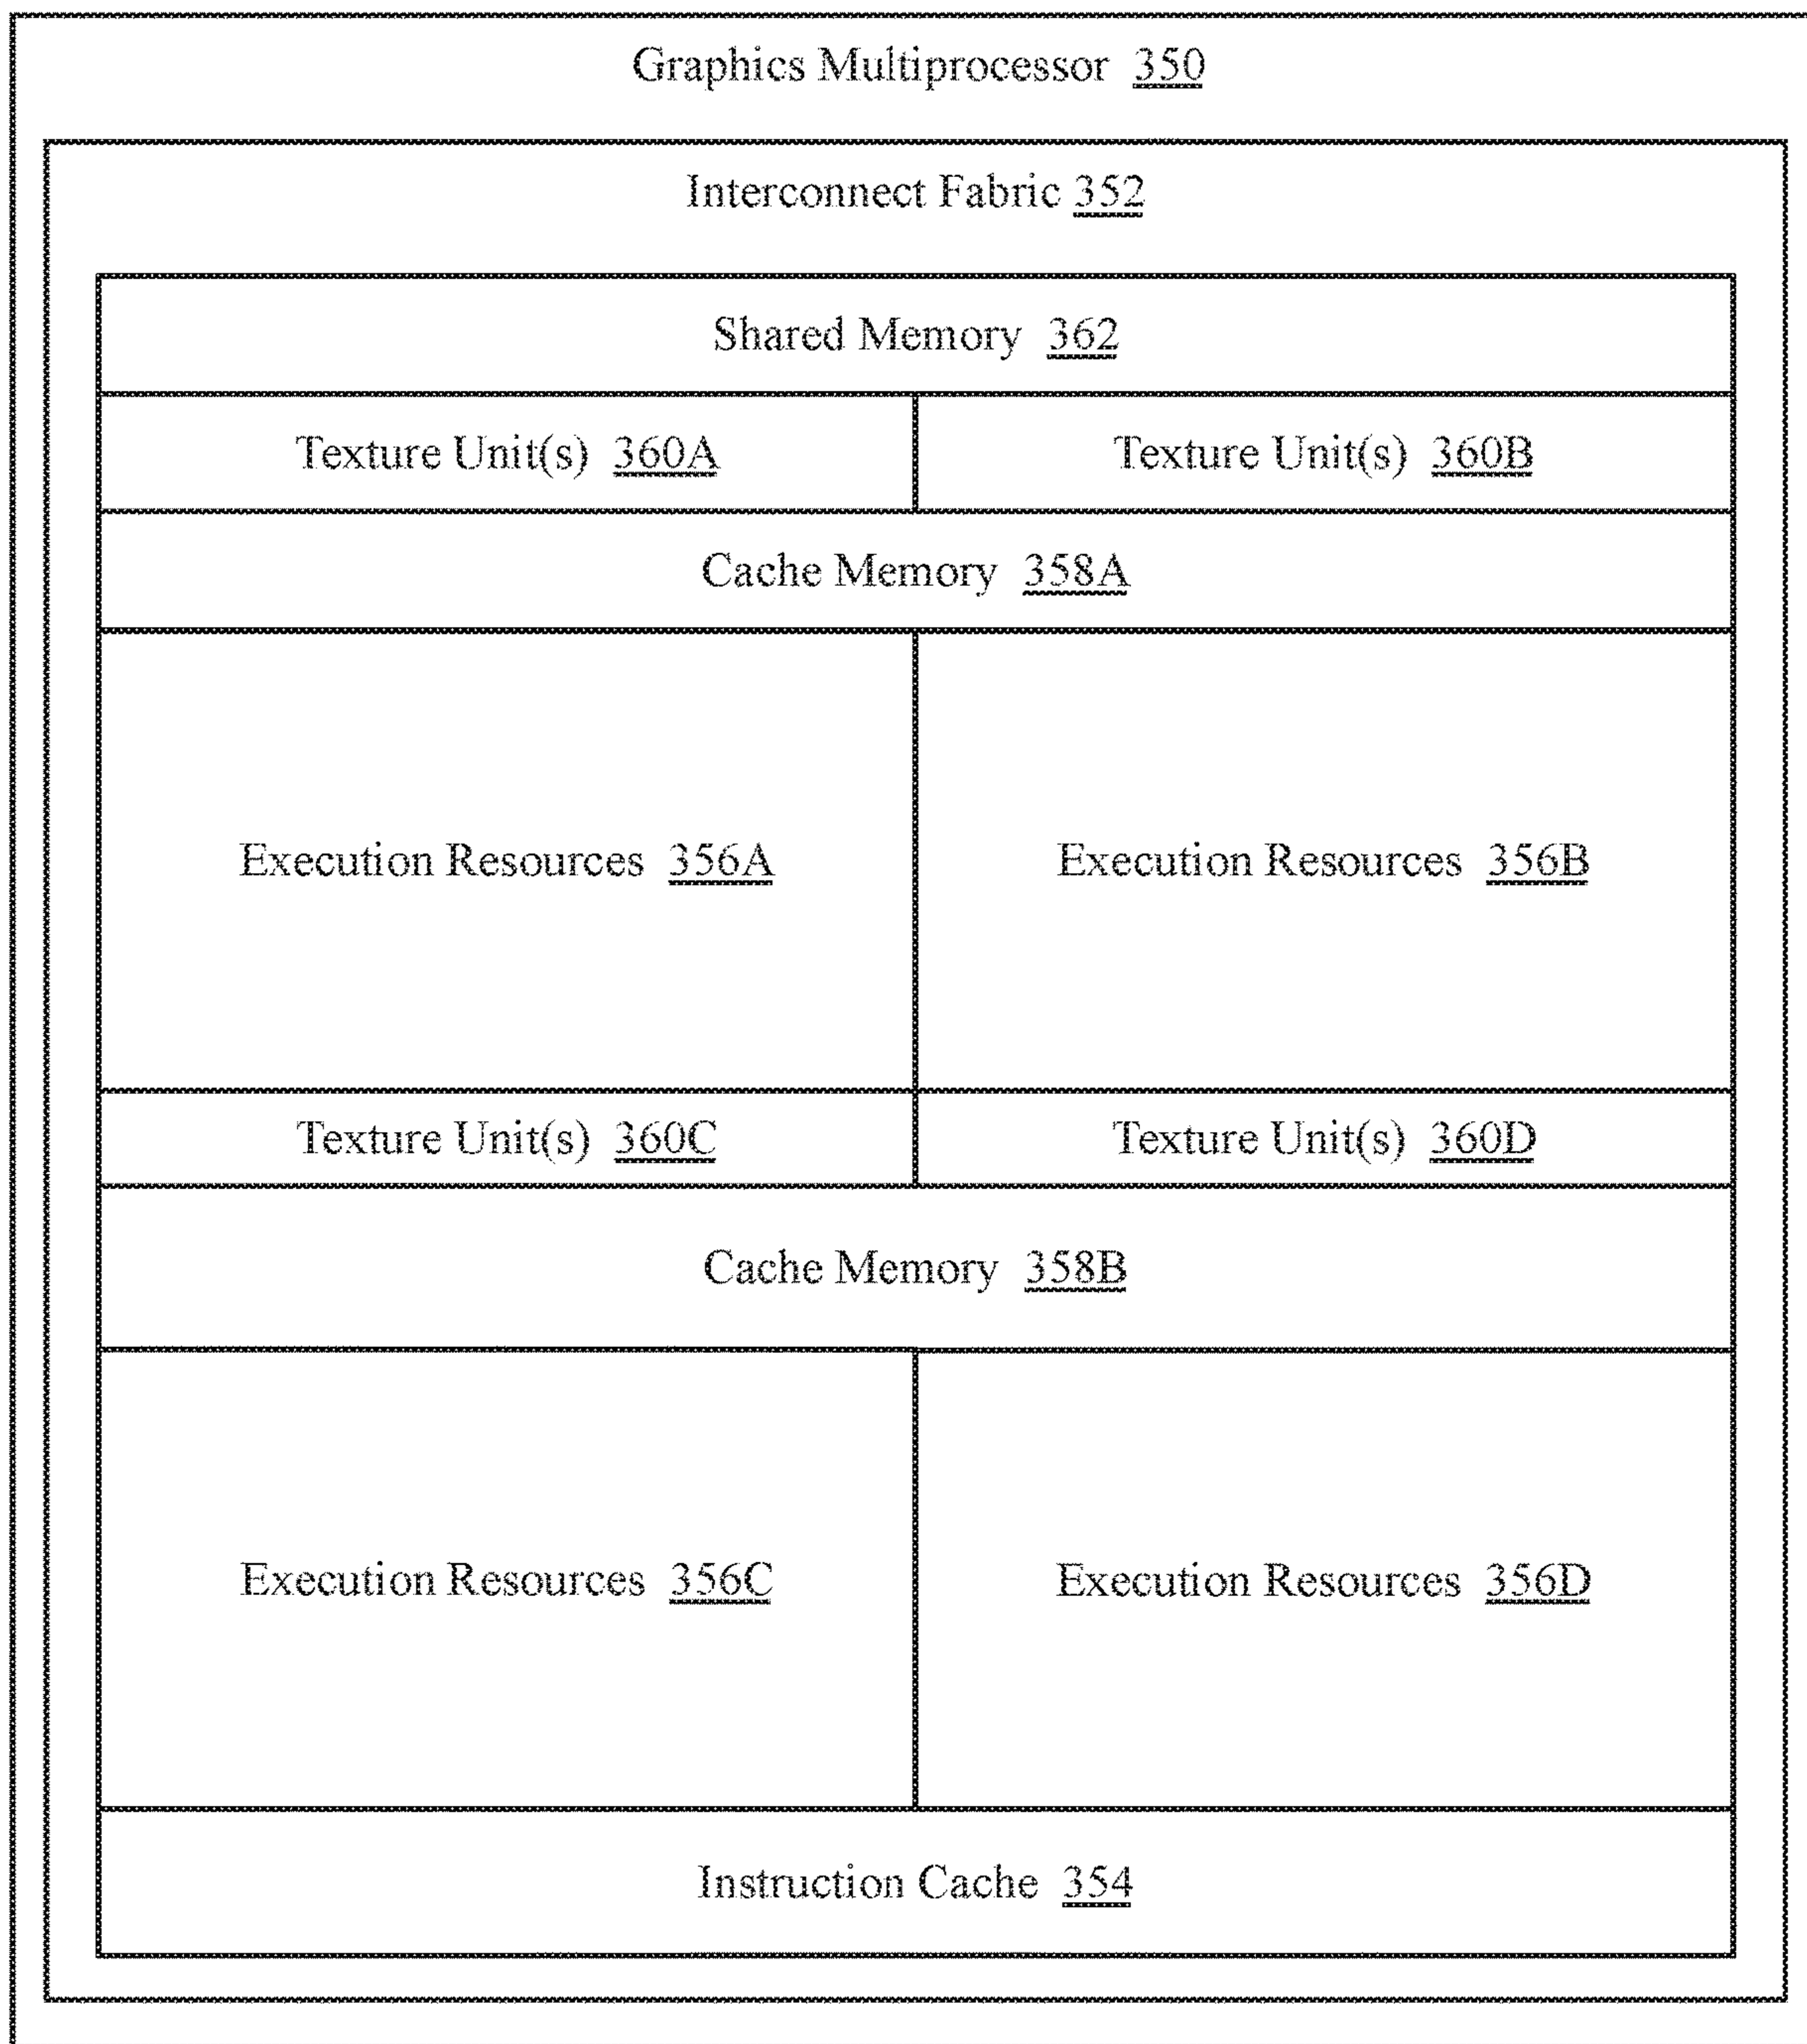 Graphics Multiprocessor 350
Interconnect Fabric 352
Shared Memory 362
Texture Unit(s) 360A
Texture Unit(s) 360B
Cache Memory 358A
Execution Resources 356A
Execution Resources 356B
Texture Unit(s) 360C
Texture Unit(s) 360D
Cache Memory 358B
Execution Resources 356C
Execution Resources 356D
Instruction Cache 354